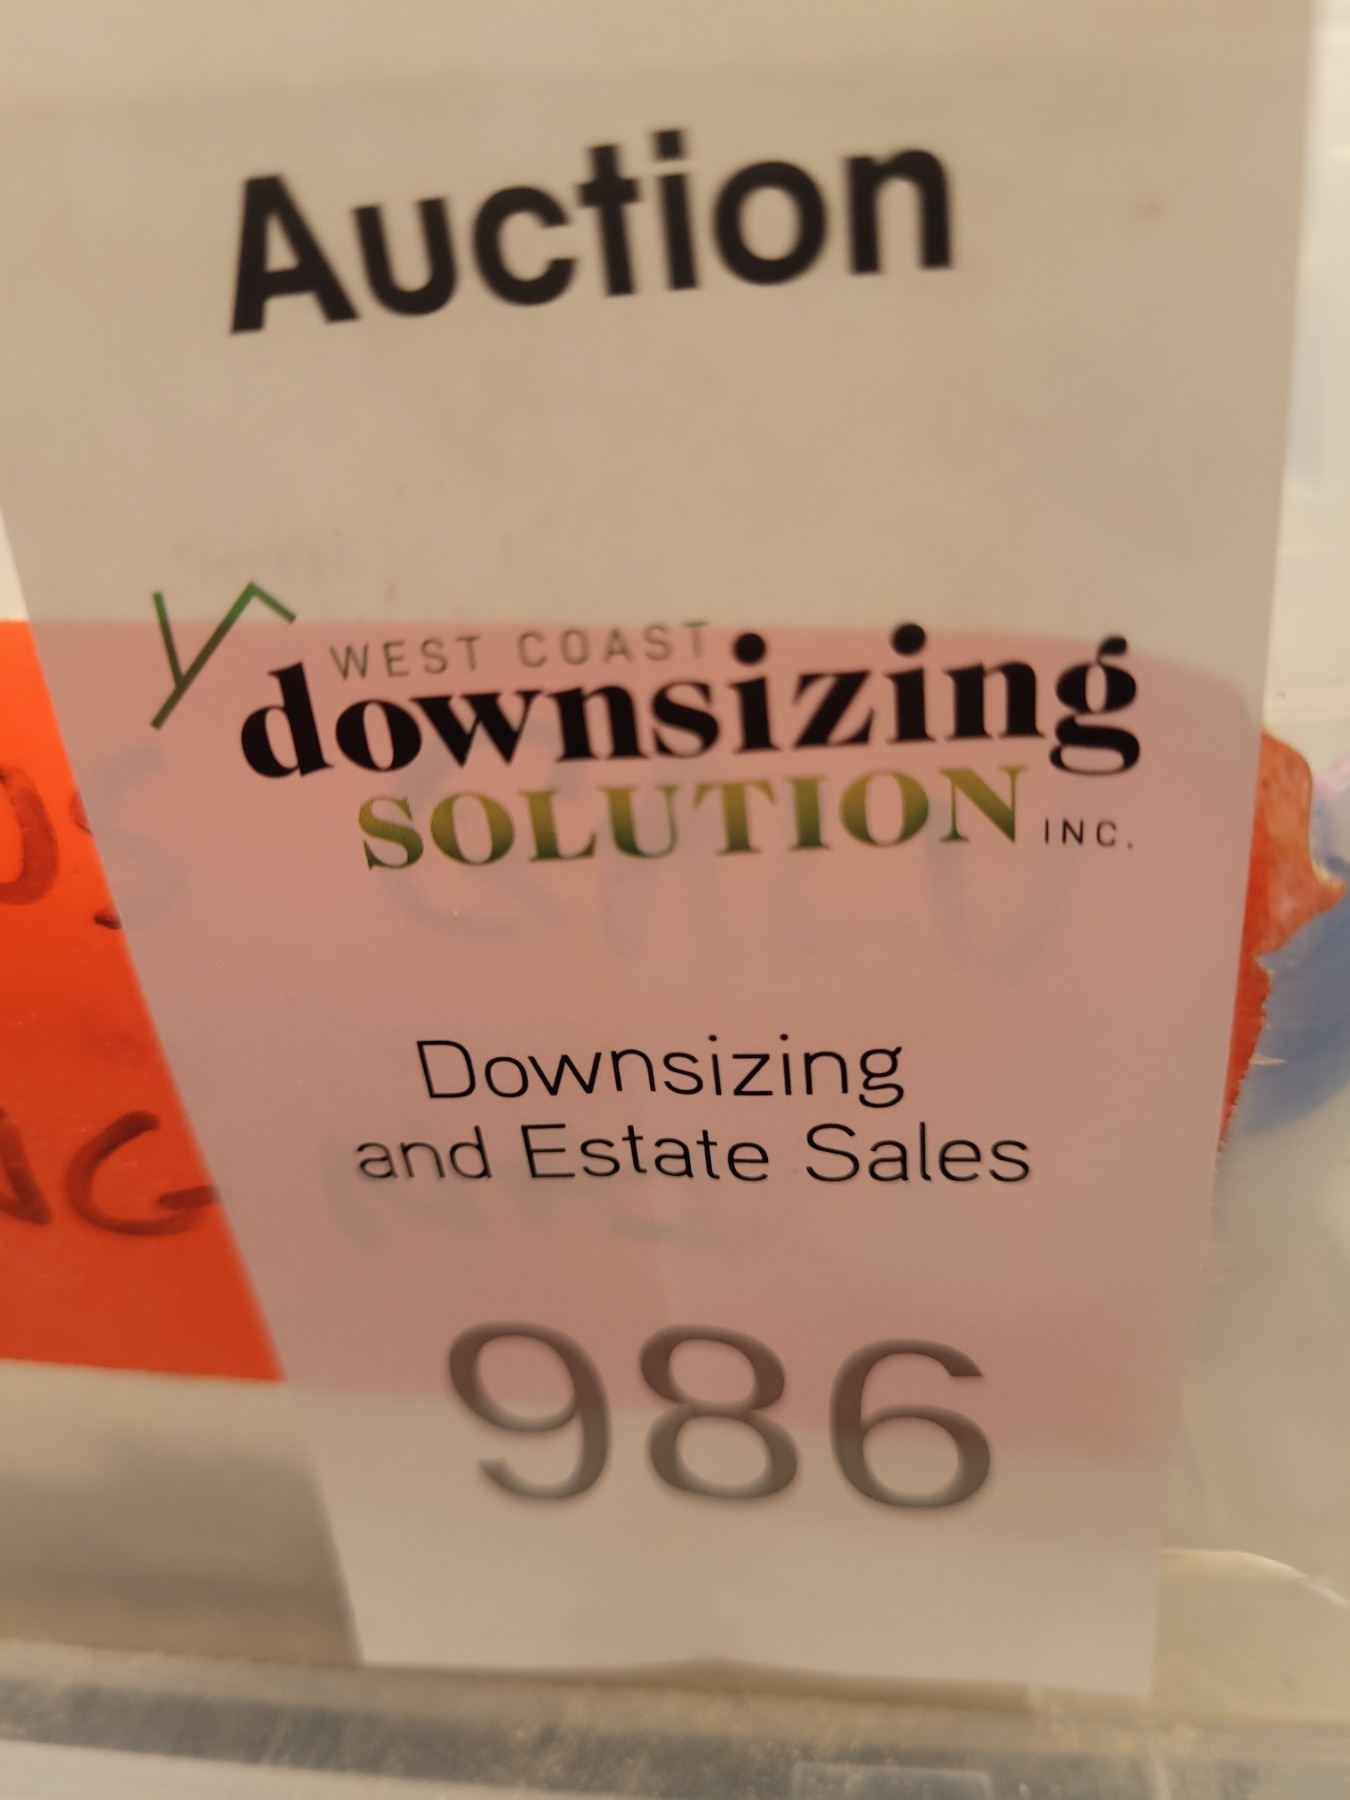 Auction
WEST COAST
downsizing
SOLUTION INC.
Downsizing
and Estate Sales
986